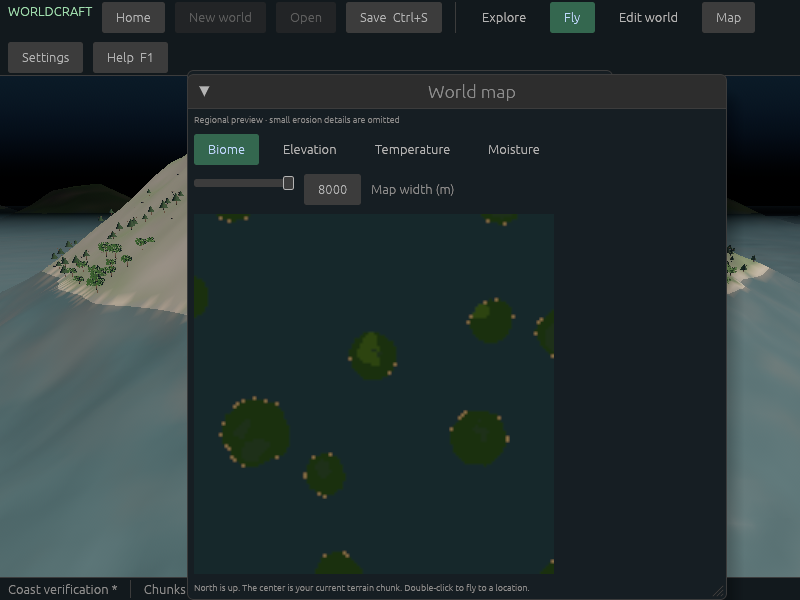 WORLDCRAFT Home New world Open Save Ctrl+S Explore Fly Edit world Map
Settings Help F1
World map
Regional preview - small erosion details are omitted
Biome Elevation Temperature Moisture
8000 Map width (m)
North is up. The center is your current terrain chunk. Double-click to fly to a location.
Coast verification * Chunks